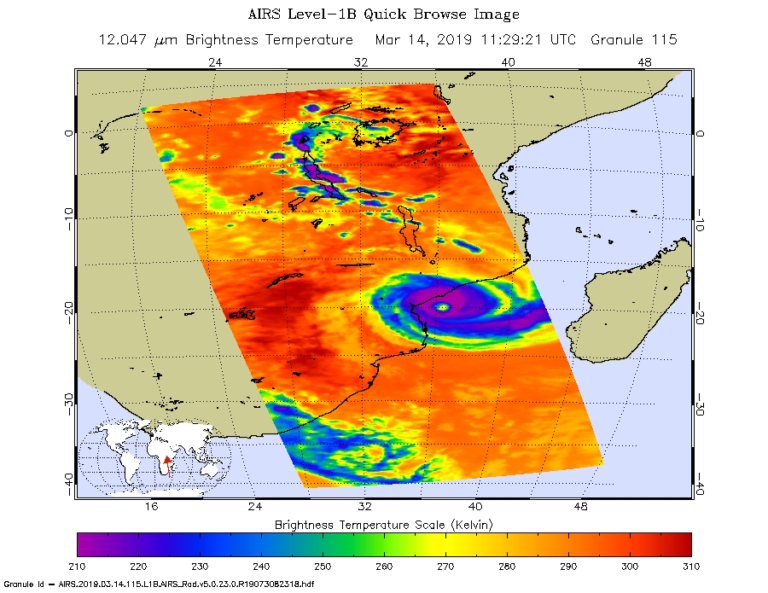 AIRS Level-1B Quick Browse Image
12.047 µm Brightness Temperature Mar 14, 2019 11:29:21 UTC Granule 115
24 32 40 48
0 0
-10 -10
-20 -20
-30 -30
-40 -40
16 24 32 40 48
Brightness Temperature Scale (Kelvin)
210 220 230 240 250 260 270 280 290 300 310
Granule Id - AIRS.2019.03.14.115.L1B.AIRS_Rad.v5.0.23.0.R19073082318.hdf